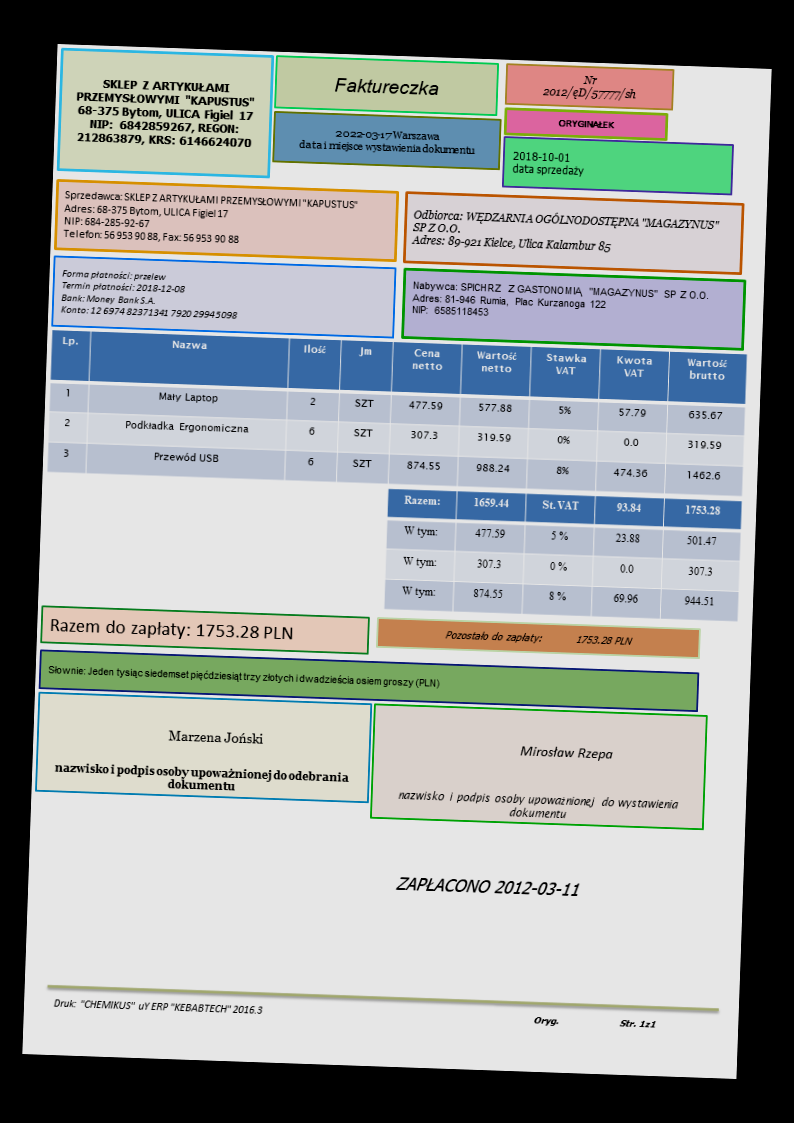 SKLEP Z ARTYKUŁAMI
PRZEMYSŁOWYMI "KAPUSTUS"
68-375 Bytom, ULICA Figiel 17
NIP: 6842859267, REGON:
212863879, KRS: 6146624070
Faktureczka
2022-03-17 Warszawa
data i miejsce wystawienia dokumentu
Nr
2012/ęD/57777/sh
ORYGINAŁEK
2018-10-01
data sprzedaży
Sprzedawca: SKLEP Z ARTYKUŁAMI PRZEMYSŁOWYMI "KAPUSTUS"
Adres: 68-375 Bytom, ULICA Figiel 17
NIP: 684-285-92-67
Telefon: 56 953 90 88, Fax: 56 953 90 88
Odbiorca: WĘDZARNIA OGÓLNODOSTĘPNA "MAGAZYNUS"
SP Z O.O.
Adres: 89-921 Kielce, Ulica Kalambur 85
Forma płatności: przelew
Termin płatności: 2018-12-08
Bank: Money Bank S.A.
Konto: 12 6974 8237 1341 7920 2994 5098
Nabywca: SPICHRZ Z GASTONOMIĄ "MAGAZYNUS" SP Z O.O.
Adres: 81-946 Rumia, Plac Kurzanoga 122
NIP: 6585118453
Lp. Nazwa Ilość Jm Cena netto Wartość netto Stawka VAT Kwota VAT Wartość brutto
1 Mały Laptop 2 SZT 477.59 577.88 5% 57.79 635.67
2 Podkładka Ergonomiczna 6 SZT 307.3 319.59 0% 0.0 319.59
3 Przewód USB 6 SZT 874.55 988.24 8% 474.36 1462.6
Razem: 1659.44 St.VAT 93.84 1753.28
W tym: 477.59 5 % 23.88 501.47
W tym: 307.3 0 % 0.0 307.3
W tym: 874.55 8 % 69.96 944.51
Razem do zapłaty: 1753.28 PLN
Pozostało do zapłaty: 1753.28 PLN
Słownie: Jeden tysiąc siedemset pięćdziesiąt trzy złotych i dwadzieścia osiem groszy (PLN)
Marzena Joński
nazwisko i podpis osoby upoważnionej do odebrania
dokumentu
Mirosław Rzepa
nazwisko i podpis osoby upoważnionej do wystawienia
dokumentu
ZAPŁACONO 2012-03-11
Druk: "CHEMIKUS" uY ERP "KEBABTECH" 2016.3
Oryg. Str. 1z1